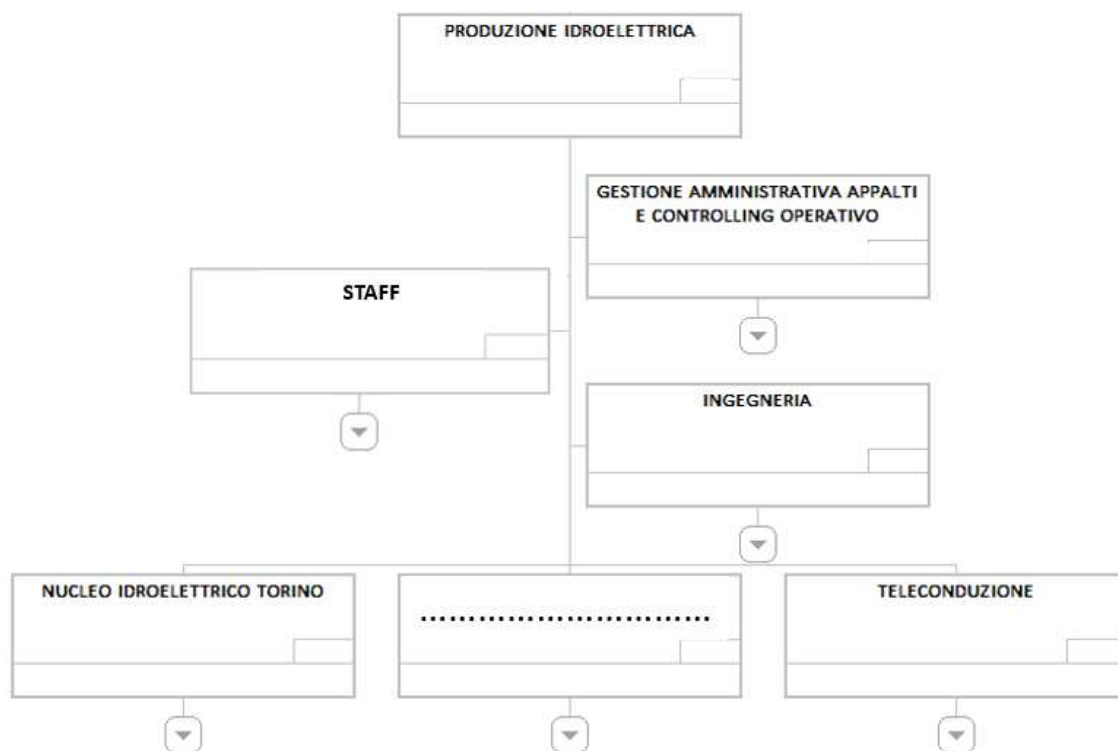 PRODUZIONE IDROELETTRICA
GESTIONE AMMINISTRATIVA APPALTI
E CONTROLLING OPERATIVO
STAFF
INGEGNERIA
NUCLEO IDROELETTRICO TORINO
..............................
TELECONDUZIONE